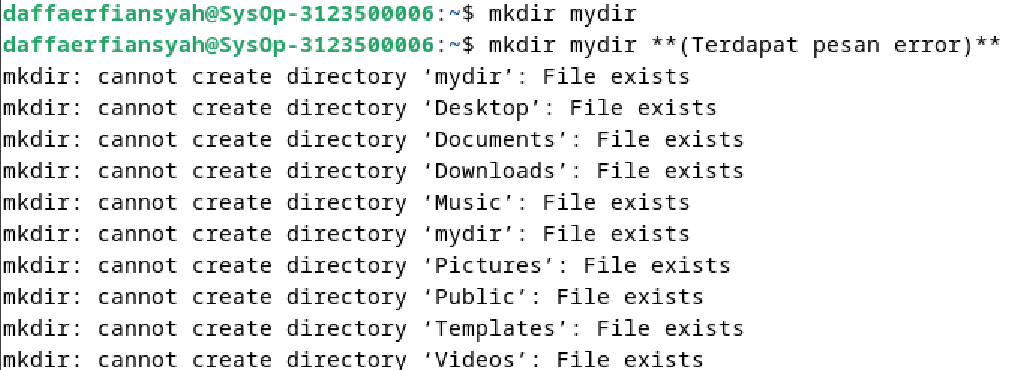 daffaerfiansyah@SysOp-3123500006:~$ mkdir mydir
daffaerfiansyah@SysOp-3123500006:~$ mkdir mydir **(Terdapat pesan error)**
mkdir: cannot create directory ‘mydir’: File exists
mkdir: cannot create directory ‘Desktop’: File exists
mkdir: cannot create directory ‘Documents’: File exists
mkdir: cannot create directory ‘Downloads’: File exists
mkdir: cannot create directory ‘Music’: File exists
mkdir: cannot create directory ‘mydir’: File exists
mkdir: cannot create directory ‘Pictures’: File exists
mkdir: cannot create directory ‘Public’: File exists
mkdir: cannot create directory ‘Templates’: File exists
mkdir: cannot create directory ‘Videos’: File exists